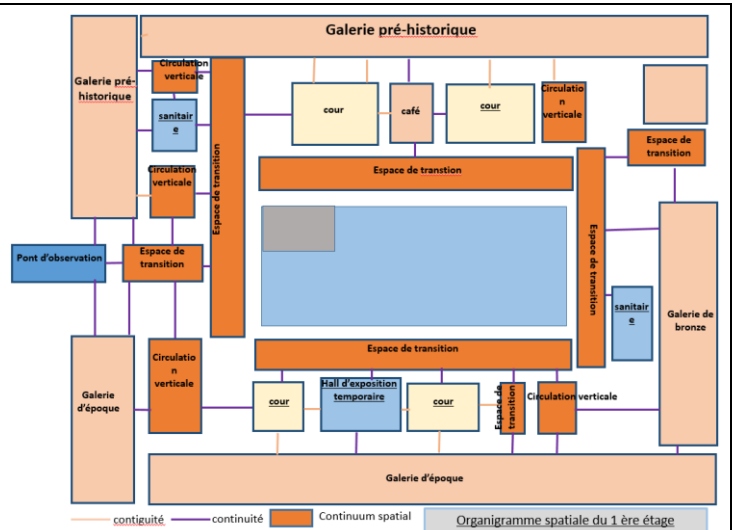 Galerie pré-historique
Galerie pré-
historique
Circulation
verticale
sanitair
e
Circulation
verticale
Espace de transition
cour
café
cour
Circulatio
n
verticale
Espace de
transition
Espace de transtion
Pont d'observation
Espace de
transition
Espace de transition
sanitair
e
Galerie de
bronze
Espace de transition
Circulatio
n
verticale
Galerie
d'époque
cour
Hall d'exposition
temporaire
cour
Espace de
transition
Circulation verticale
Galerie d'époque
contiguité
continuité
Continuum spatial
Organigramme spatiale du 1 ère étage